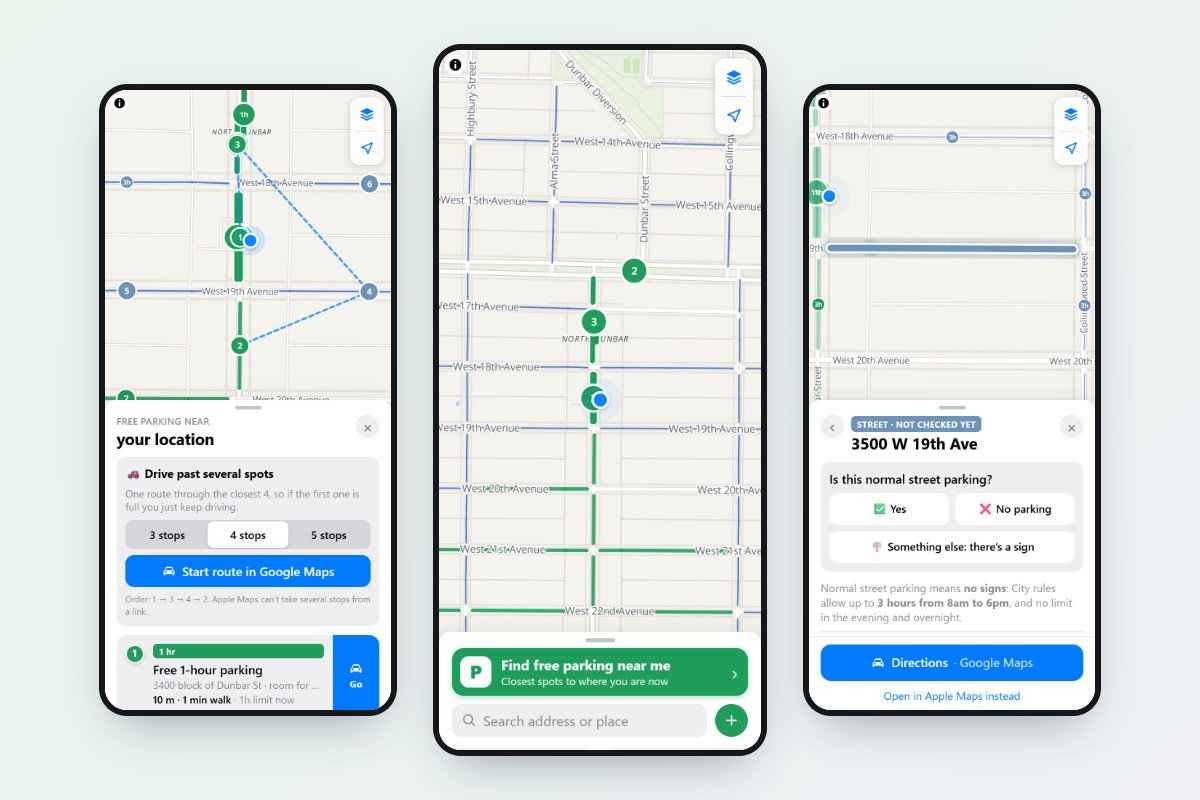 1h
NORTH DUNBAR
3
3h
West 18th Avenue
6
1
5
West 19th Avenue
4
2
7
West 20th Avenue
FREE PARKING NEAR
your location
Drive past several spots
One route through the closest 4, so if the first one is
full you just keep driving.
3 stops
4 stops
5 stops
Start route in Google Maps
Order: 1 → 3 → 4 → 2. Apple Maps can't take several stops from
a link.
1
1 hr
Free 1-hour parking
3400 block of Dunbar St · room for ...
10 m · 1 min walk · 1h limit now
Go
Highbury Street
Dunbar Diversion
Alma Street
West 14th Avenue
West 15th Avenue
West 15th Avenue
Dunbar Street
2
West 17th Avenue
3
West 18th Avenue
West 19th Avenue
West 19th Avenue
West 20th Avenue
West 20th Av
West 21st Avenue
West 21st Ave
West 22nd Avenue
P
Find free parking near me
Closest spots to where you are now
Search address or place
West 18th Avenue
3h
3h
3h
3h
West 20th Avenue
West 20th
STREET · NOT CHECKED YET
3500 W 19th Ave
Is this normal street parking?
Yes
No parking
Something else: there's a sign
Normal street parking means no signs: City rules
allow up to 3 hours from 8am to 6pm, and no limit
in the evening and overnight.
Directions · Google Maps
Open in Apple Maps instead